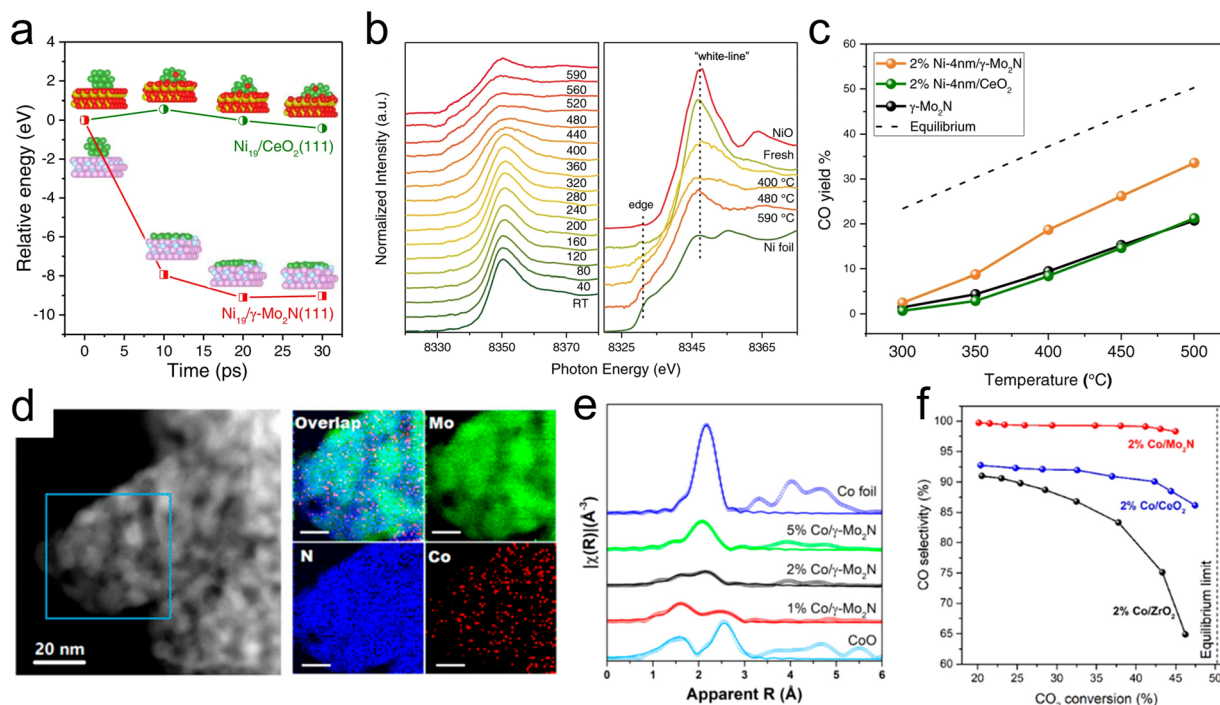 a
4
2
0
-2
-4
-6
-8
-10
Relative energy (eV)
Ni₁₉/CeO₂(111)
Ni₁₉/γ-Mo₂N(111)
0 5 10 15 20 25 30
Time (ps)
b
Normalized Intensity (a.u.)
590
560
520
480
440
400
360
320
280
240
200
160
120
80
40
RT
8330 8350 8370
"white-line"
NiO
Fresh
400 °C
480 °C
590 °C
edge
Ni foil
8325 8345 8365
Photon Energy (eV)
c
60
50
40
30
20
10
0
CO yield %
2% Ni-4nm/γ-Mo₂N
2% Ni-4nm/CeO₂
γ-Mo₂N
Equilibrium
300 350 400 450 500
Temperature (°C)
d
20 nm
Overlap
Mo
N
Co
e
|χ(R)|(Å⁻³)
Co foil
5% Co/γ-Mo₂N
2% Co/γ-Mo₂N
1% Co/γ-Mo₂N
CoO
0 1 2 3 4 5 6
Apparent R (Å)
f
100
95
90
85
80
75
70
65
60
CO selectivity (%)
2% Co/Mo₂N
2% Co/CeO₂
2% Co/ZrO₂
Equilibrium limit
20 25 30 35 40 45 50
CO₂ conversion (%)